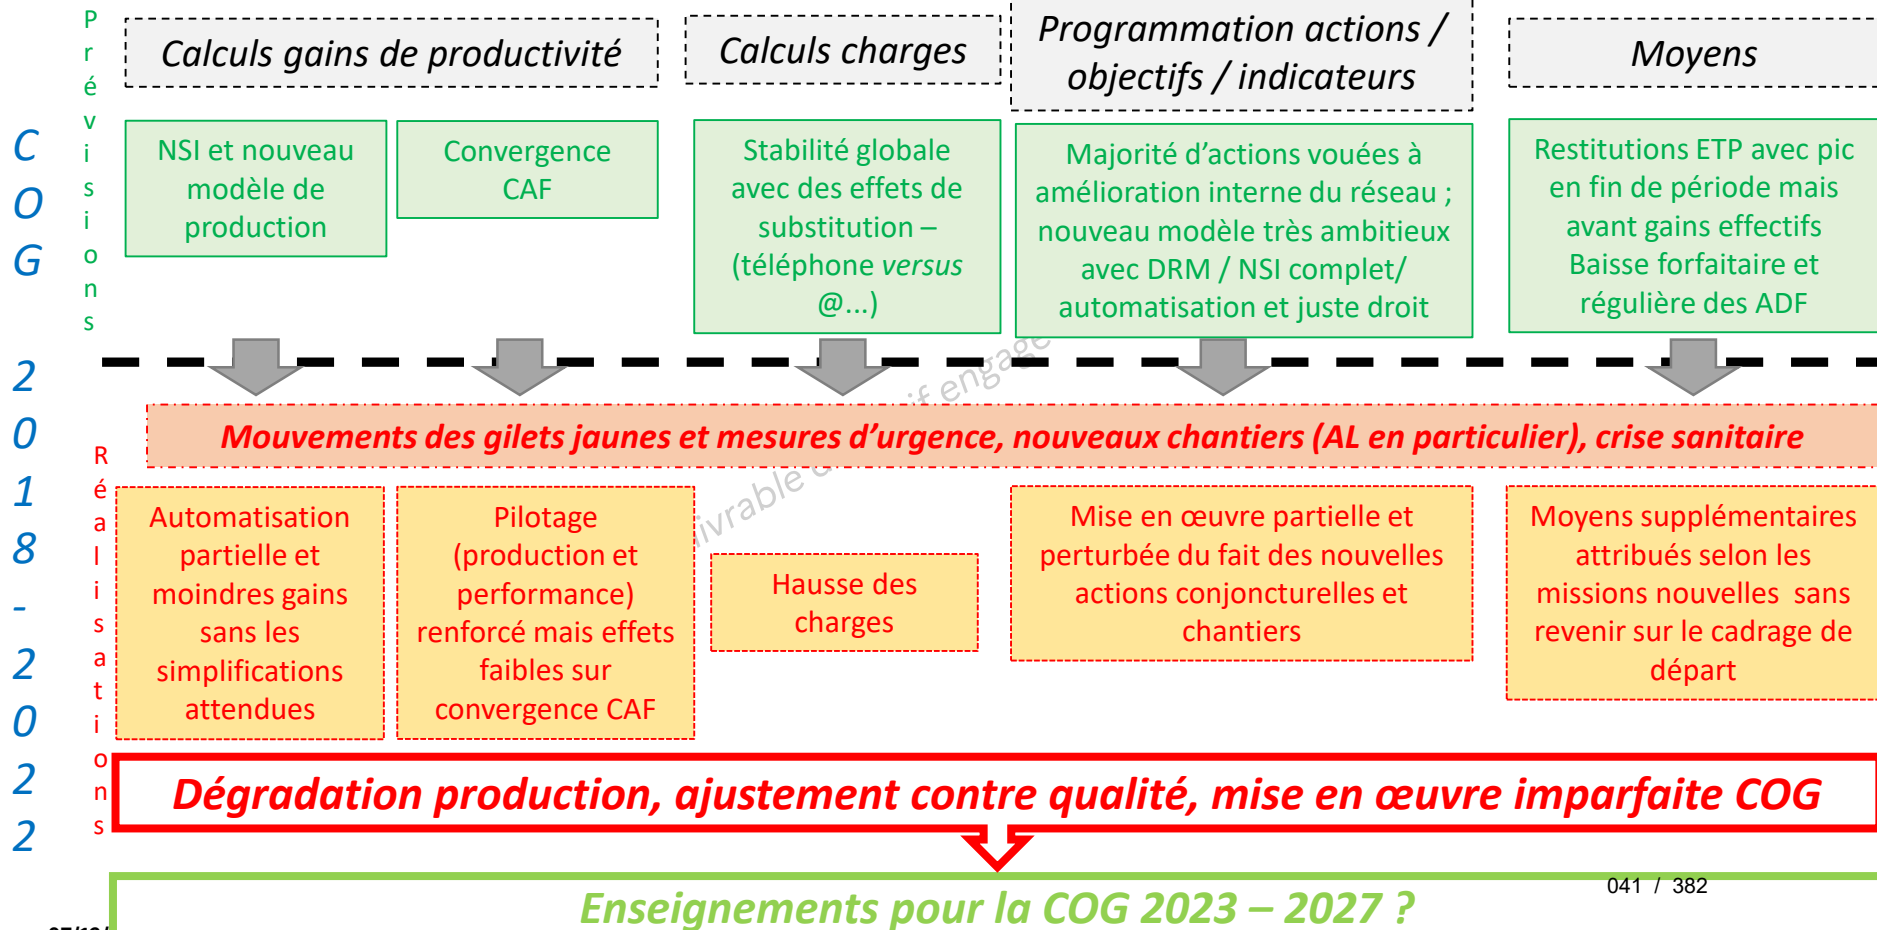 COG 2018-2022
Prévisions
Calculs gains de productivité
Calculs charges
Programmation actions /
objectifs / indicateurs
Moyens
NSI et nouveau
modèle de
production
Convergence
CAF
Stabilité globale
avec des effets de
substitution –
(téléphone versus
@...)
Majorité d’actions vouées à
amélioration interne du réseau ;
nouveau modèle très ambitieux
avec DRM / NSI complet/
automatisation et juste droit
Restitutions ETP avec pic
en fin de période mais
avant gains effectifs
Baisse forfaitaire et
régulière des ADF
Mouvements des gilets jaunes et mesures d’urgence, nouveaux chantiers (AL en particulier), crise sanitaire
Réalisations
Automatisation
partielle et
moindres gains
sans les
simplifications
attendues
Pilotage
(production et
performance)
renforcé mais effets
faibles sur
convergence CAF
Hausse des
charges
Mise en œuvre partielle et
perturbée du fait des nouvelles
actions conjoncturelles et
chantiers
Moyens supplémentaires
attribués selon les
missions nouvelles sans
revenir sur le cadrage de
départ
Dégradation production, ajustement contre qualité, mise en œuvre imparfaite COG
041 / 382
Enseignements pour la COG 2023 – 2027 ?